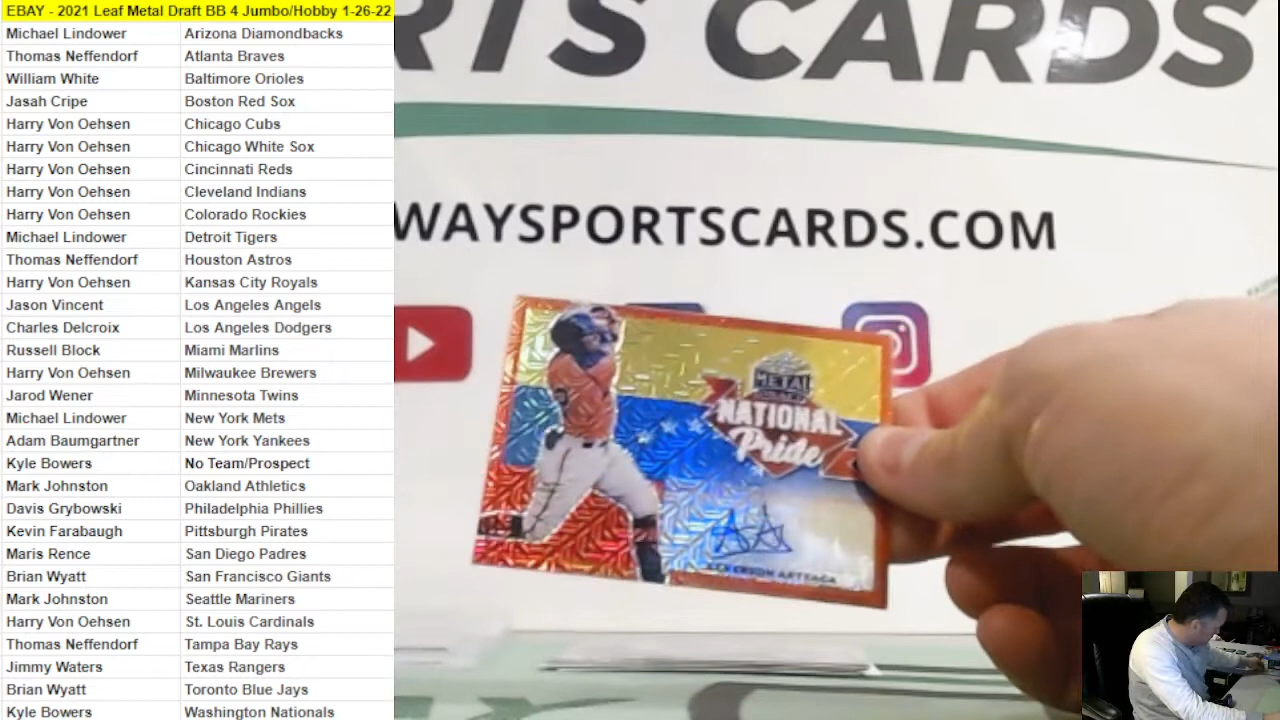 EBAY - 2021 Leaf Metal Draft BB 4 Jumbo/Hobby 1-26-22
Michael Lindower Arizona Diamondbacks
Thomas Neffendorf Atlanta Braves
William White Baltimore Orioles
Jasah Cripe Boston Red Sox
Harry Von Oehsen Chicago Cubs
Harry Von Oehsen Chicago White Sox
Harry Von Oehsen Cincinnati Reds
Harry Von Oehsen Cleveland Indians
Harry Von Oehsen Colorado Rockies
Michael Lindower Detroit Tigers
Thomas Neffendorf Houston Astros
Harry Von Oehsen Kansas City Royals
Jason Vincent Los Angeles Angels
Charles Delcroix Los Angeles Dodgers
Russell Block Miami Marlins
Harry Von Oehsen Milwaukee Brewers
Jarod Wener Minnesota Twins
Michael Lindower New York Mets
Adam Baumgartner New York Yankees
Kyle Bowers No Team/Prospect
Mark Johnston Oakland Athletics
Davis Grybowski Philadelphia Phillies
Kevin Farabaugh Pittsburgh Pirates
Maris Rence San Diego Padres
Brian Wyatt San Francisco Giants
Mark Johnston Seattle Mariners
Harry Von Oehsen St. Louis Cardinals
Thomas Neffendorf Tampa Bay Rays
Jimmy Waters Texas Rangers
Brian Wyatt Toronto Blue Jays
Kyle Bowers Washington Nationals
RTS CARDS
WAYSPORTSCARDS.COM
METAL
NATIONAL
Pride
ARTEAGA